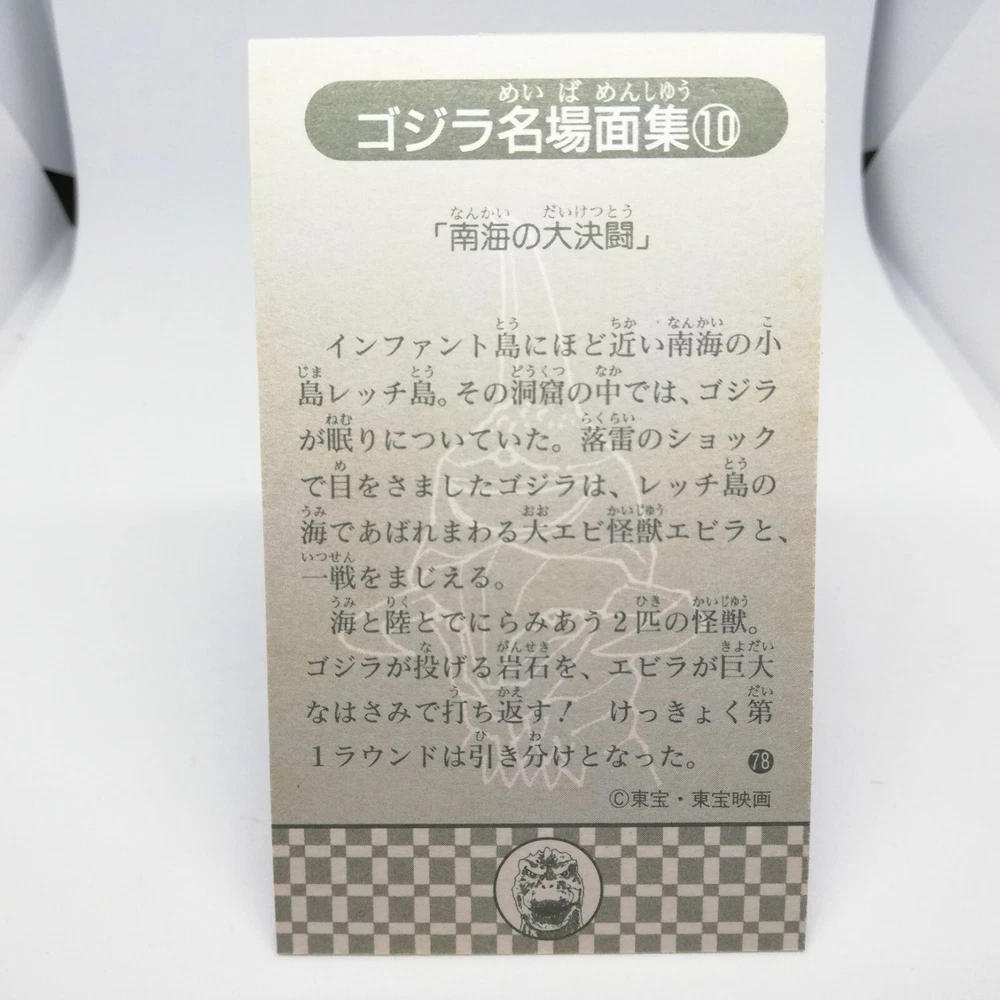 めいばめんしゅう
ゴジラ名場面集⑩
なんかい だいけつとう
「南海の大決闘」
とう ちか なんかい こ
インファント島にほど近い南海の小
じま とう どうくつ なか
島レッチ島。その洞窟の中では、ゴジラ
ねむ らくらい
が眠りについていた。落雷のショック
め とう
で目をさましたゴジラは、レッチ島の
うみ おお かいじゅう
海であばれまわる大エビ怪獣エビラと、
いつせん
一戦をまじえる。
うみ りく ひき かいじゅう
海と陸とでにらみあう2匹の怪獣。
な がんせき きよだい
ゴジラが投げる岩石を、エビラが巨大
う かえ だい
なはさみで打ち返す! けっきょく第
ひ わ
1ラウンドは引き分けとなった。 78
©東宝・東宝映画